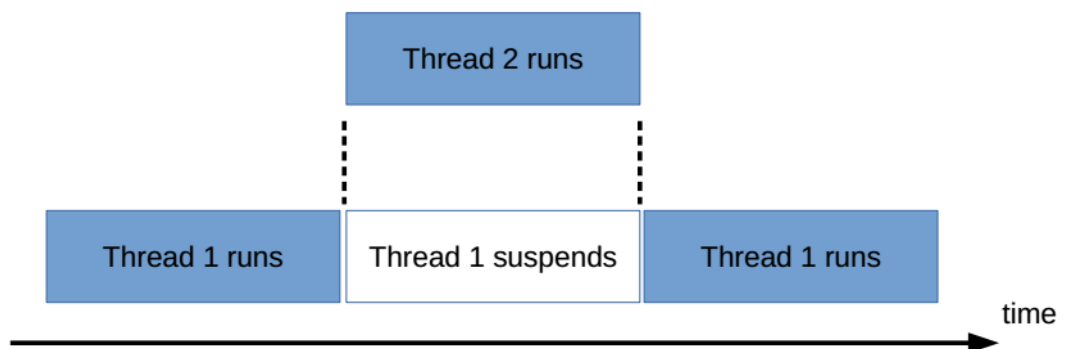 Thread 2 runs
Thread 1 runs
Thread 1 suspends
Thread 1 runs
time